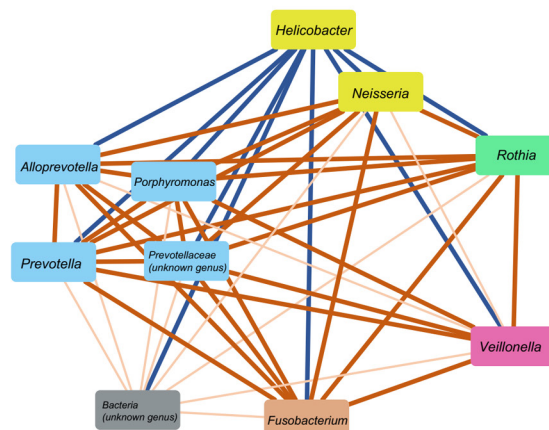 Helicobacter
Neisseria
Rothia
Alloprevotella
Porphyromonas
Prevotella
Prevotellaceae
(unknown genus)
Veillonella
Bacteria
(unknown genus)
Fusobacterium